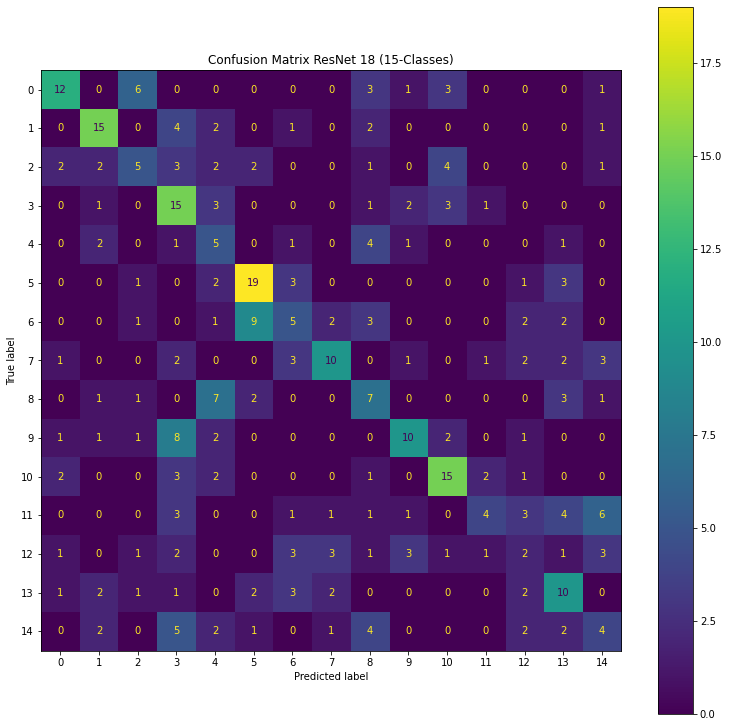 Confusion Matrix ResNet 18 (15-Classes)
0 12 0 6 0 0 0 0 0 3 1 3 0 0 0 1
1 0 15 0 4 2 0 1 0 2 0 0 0 0 0 1
2 2 2 5 3 2 2 0 0 1 0 4 0 0 0 1
3 0 1 0 15 3 0 0 0 1 2 3 1 0 0 0
4 0 2 0 1 5 0 1 0 4 1 0 0 0 1 0
5 0 0 1 0 2 19 3 0 0 0 0 0 1 3 0
6 0 0 1 0 1 9 5 2 3 0 0 0 2 2 0
7 1 0 0 2 0 0 3 10 0 1 0 1 2 2 3
8 0 1 1 0 7 2 0 0 7 0 0 0 0 3 1
9 1 1 1 8 2 0 0 0 0 10 2 0 1 0 0
10 2 0 0 3 2 0 0 0 1 0 15 2 1 0 0
11 0 0 0 3 0 0 1 1 1 1 0 4 3 4 6
12 1 0 1 2 0 0 3 3 1 3 1 1 2 1 3
13 1 2 1 1 0 2 3 2 0 0 0 0 2 10 0
14 0 2 0 5 2 1 0 1 4 0 0 0 2 2 4
0 1 2 3 4 5 6 7 8 9 10 11 12 13 14
Predicted label
True label
17.5
15.0
12.5
10.0
7.5
5.0
2.5
0.0